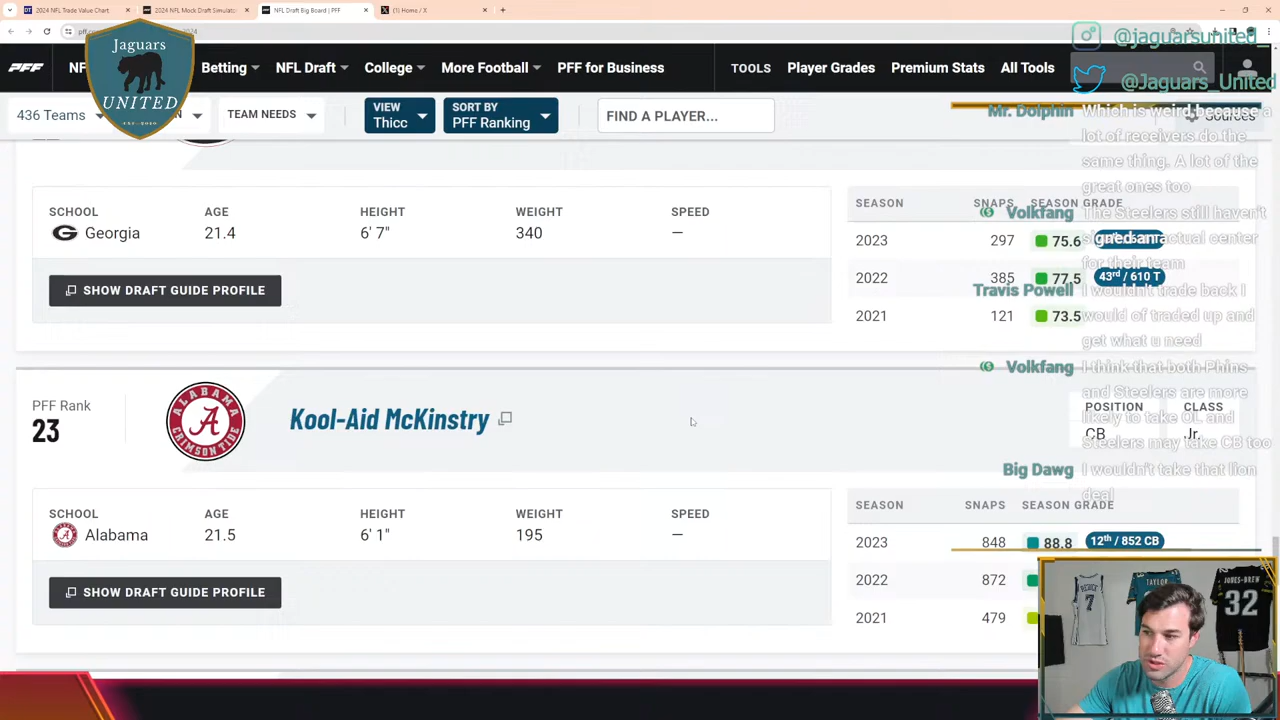 2024 NFL Trade Value Chart:
2024 NFL Mock Draft Simulato
NFL Draft Big Board | PFF
(1) Home / X
Jaguars
UNITED
@jaguarsunited_
@Jaguars_United
PFF
Betting
NFL Draft
College
More Football
PFF for Business
TOOLS
Player Grades
Premium Stats
All Tools
436 Teams
TEAM NEEDS
VIEW
Thicc
SORT BY
PFF Ranking
FIND A PLAYER...
Sources
Mr. Dolphin Which is weird because a
lot of receivers do the
same thing. A lot of the
great ones too
Volkfang The Steelers still haven't
signed an actual center
for their team
Travis Powell I wouldn't trade back I
would of traded up and
get what u need
Volkfang I think that both Phins
and Steelers are more
likely to take OL and
Steelers may take CB too
Big Dawg I wouldn't take that lion
deal
SCHOOL AGE HEIGHT WEIGHT SPEED
Georgia 21.4 6' 7" 340 —
SHOW DRAFT GUIDE PROFILE
SEASON SNAPS SEASON GRADE
2023 297 75.6
2022 385 77.5 43rd / 610 T
2021 121 73.5
PFF Rank
23
Kool-Aid McKinstry
POSITION CLASS
CB Jr.
SCHOOL AGE HEIGHT WEIGHT SPEED
Alabama 21.5 6' 1" 195 —
SHOW DRAFT GUIDE PROFILE
SEASON SNAPS SEASON GRADE
2023 848 88.8 12th / 852 CB
2022 872
2021 479
TAYLOR
7
JONES-DREW
32